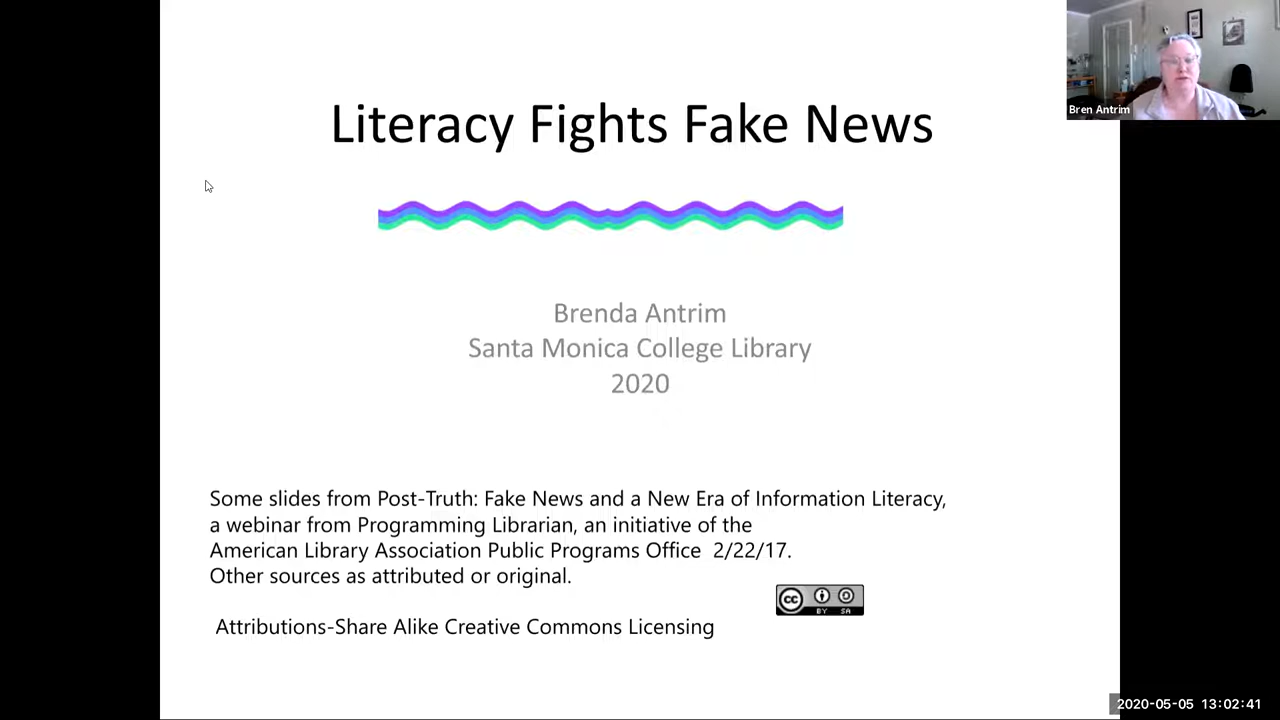 Literacy Fights Fake News
Bren Antrim
Brenda Antrim
Santa Monica College Library
2020
Some slides from Post-Truth: Fake News and a New Era of Information Literacy,
a webinar from Programming Librarian, an initiative of the
American Library Association Public Programs Office  2/22/17.
Other sources as attributed or original.
cc BY SA
Attributions-Share Alike Creative Commons Licensing
2020-05-05 13:02:41